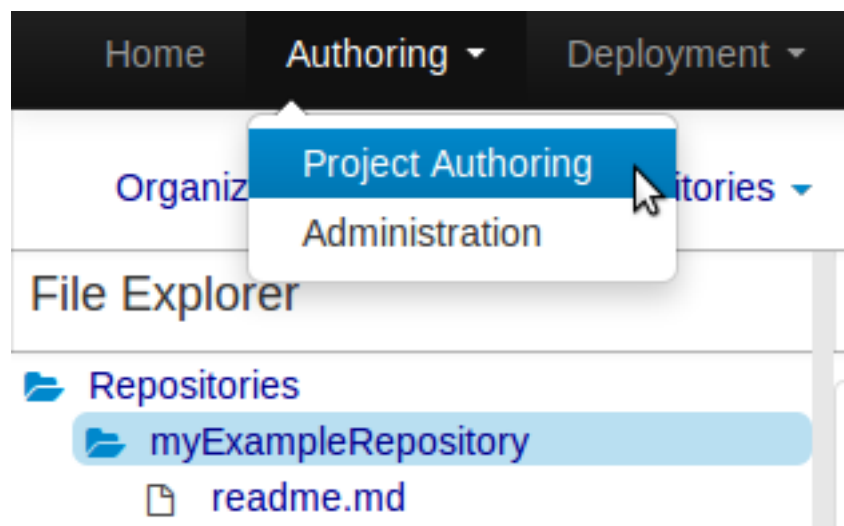 Home Authoring Deployment
Project Authoring
Administration
File Explorer
Repositories
myExampleRepository
readme.md